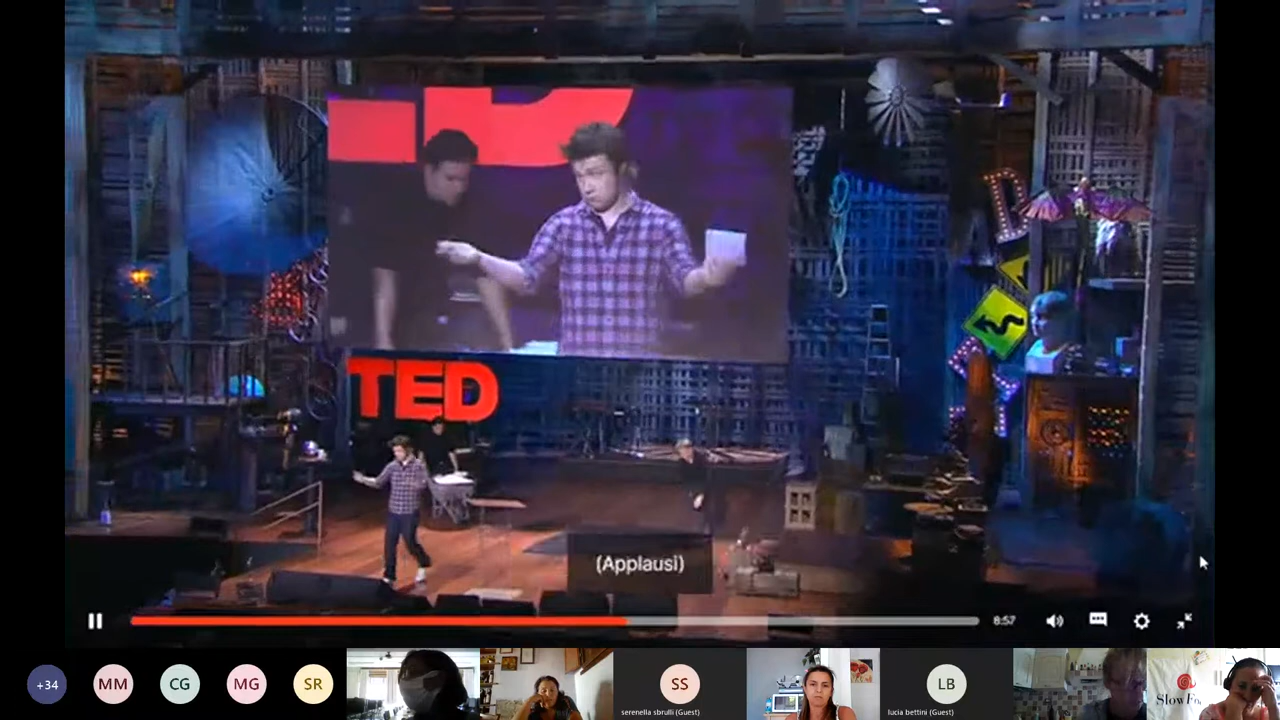 TED
(Applausi)
8:57
+34
MM
CG
MG
SR
SS
serenella sbrulli (Guest)
LB
lucia bettini (Guest)